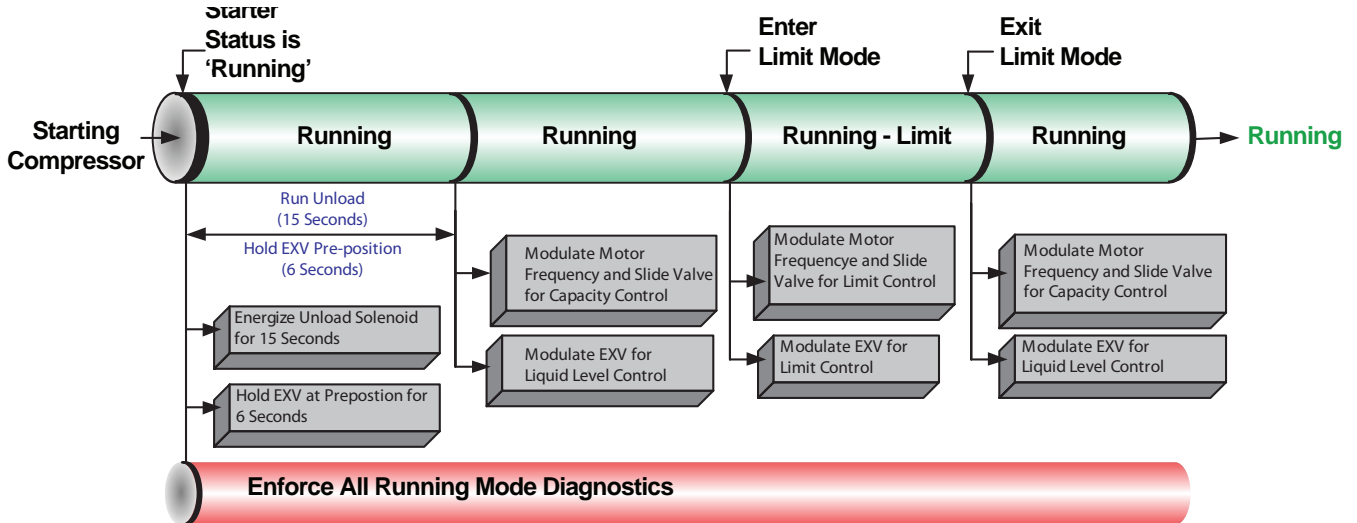 Starter
Status is
‘Running’
Enter
Limit Mode
Exit
Limit Mode
Starting
Compressor
Running
Running
Running - Limit
Running
Running
Run Unload
(15 Seconds)
Hold EXV Pre-position
(6 Seconds)
Energize Unload Solenoid
for 15 Seconds
Hold EXV at Prepostion for
6 Seconds
Modulate Motor
Frequency and Slide Valve
for Capacity Control
Modulate EXV for
Liquid Level Control
Modulate Motor
Frequencye and Slide
Valve for Limit Control
Modulate EXV for
Limit Control
Modulate Motor
Frequency and Slide Valve
for Capacity Control
Modulate EXV for
Liquid Level Control
Enforce All Running Mode Diagnostics